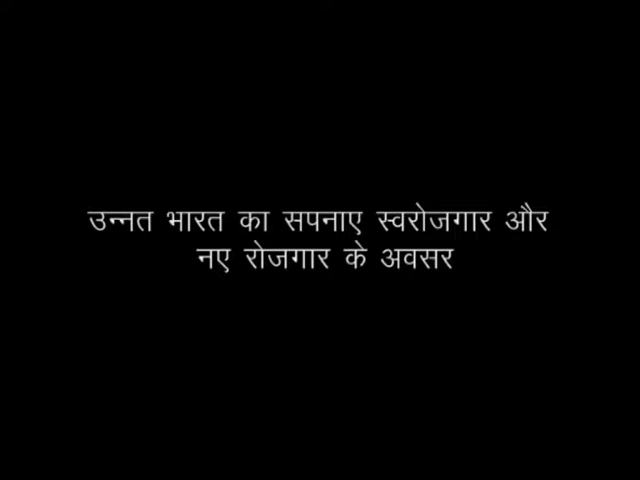 उन्नत भारत का सपनाए स्वरोजगार और
नए रोजगार के अवसर